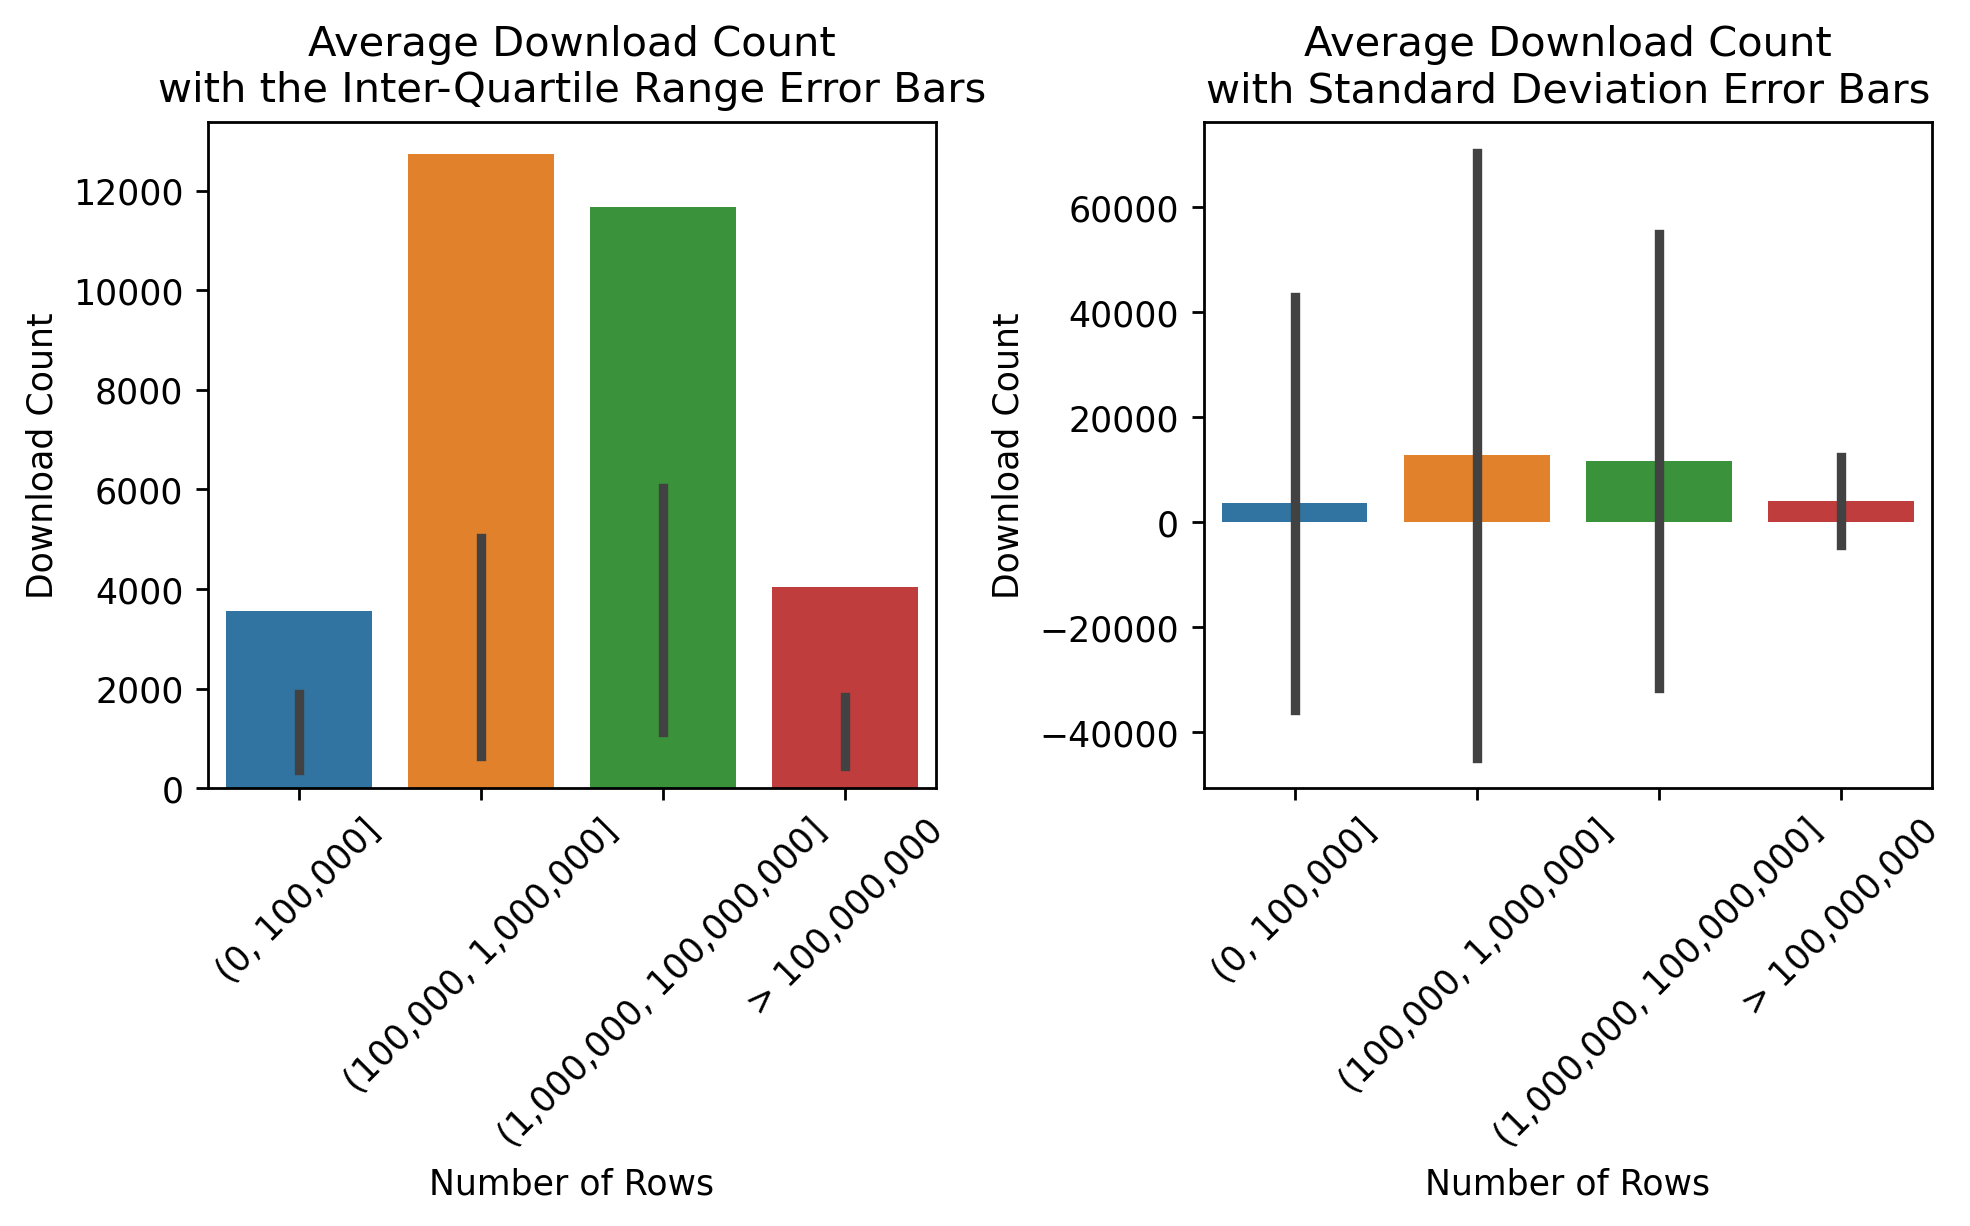 Average Download Count
with the Inter-Quartile Range Error Bars
Download Count
12000
10000
8000
6000
4000
2000
0
(0, 100,000]
(100,000, 1,000,000]
(1,000,000, 100,000,000]
> 100,000,000
Number of Rows
Average Download Count
with Standard Deviation Error Bars
Download Count
60000
40000
20000
0
−20000
−40000
(0, 100,000]
(100,000, 1,000,000]
(1,000,000, 100,000,000]
> 100,000,000
Number of Rows